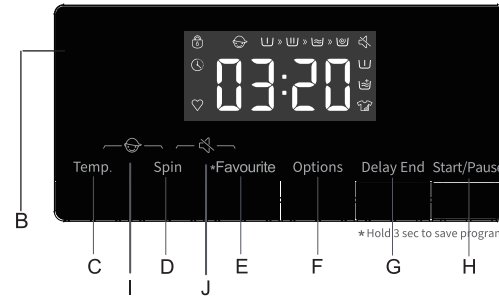 03:20
B
Temp. Spin *Favourite Options Delay End Start/Pause
*Hold 3 sec to save program
C D E F G H
I J